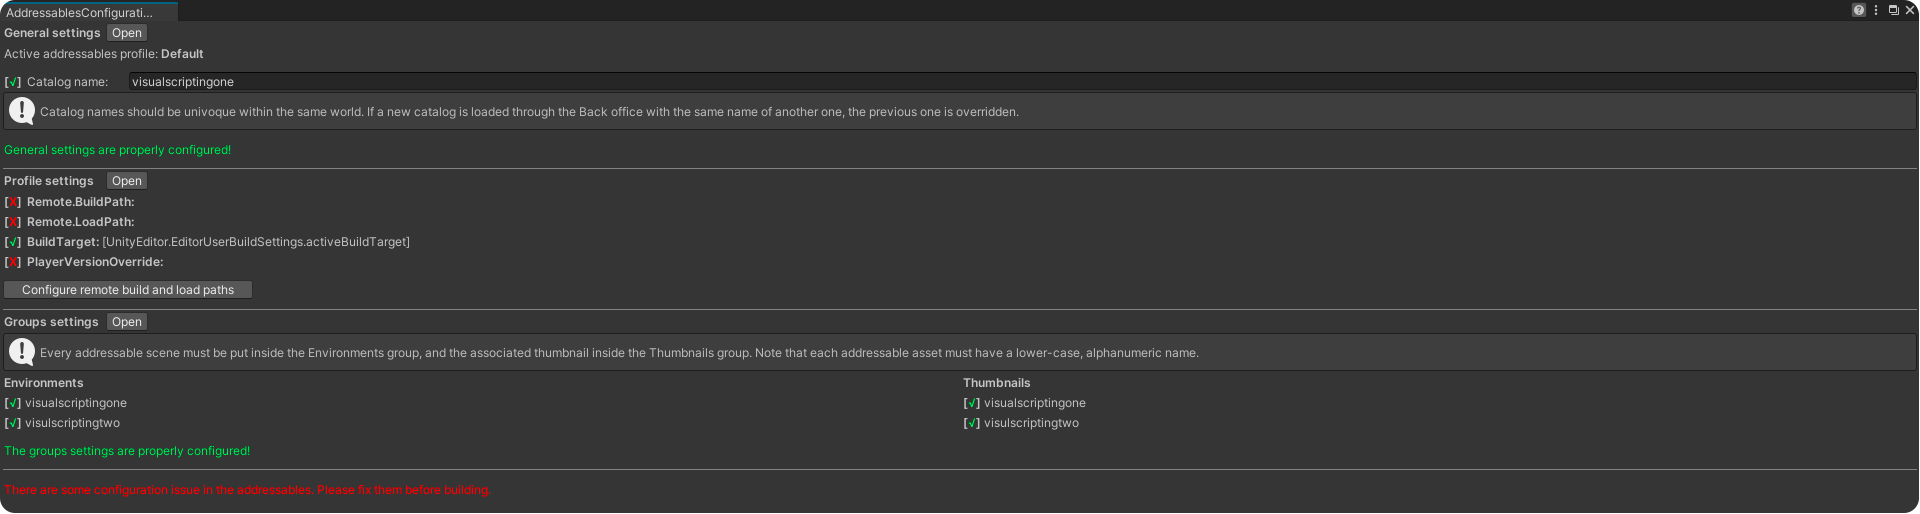 AddressablesConfigurati...
General settings Open
Active addressables profile: Default
[√] Catalog name: visualscriptingone
Catalog names should be univoque within the same world. If a new catalog is loaded through the Back office with the same name of another one, the previous one is overridden.
General settings are properly configured!
Profile settings Open
[X] Remote.BuildPath:
[X] Remote.LoadPath:
[√] BuildTarget: [UnityEditor.EditorUserBuildSettings.activeBuildTarget]
[X] PlayerVersionOverride:
Configure remote build and load paths
Groups settings Open
Every addressable scene must be put inside the Environments group, and the associated thumbnail inside the Thumbnails group. Note that each addressable asset must have a lower-case, alphanumeric name.
Environments Thumbnails
[√] visualscriptingone [√] visualscriptingone
[√] visulscriptingtwo [√] visulscriptingtwo
The groups settings are properly configured!
There are some configuration issue in the addressables. Please fix them before building.